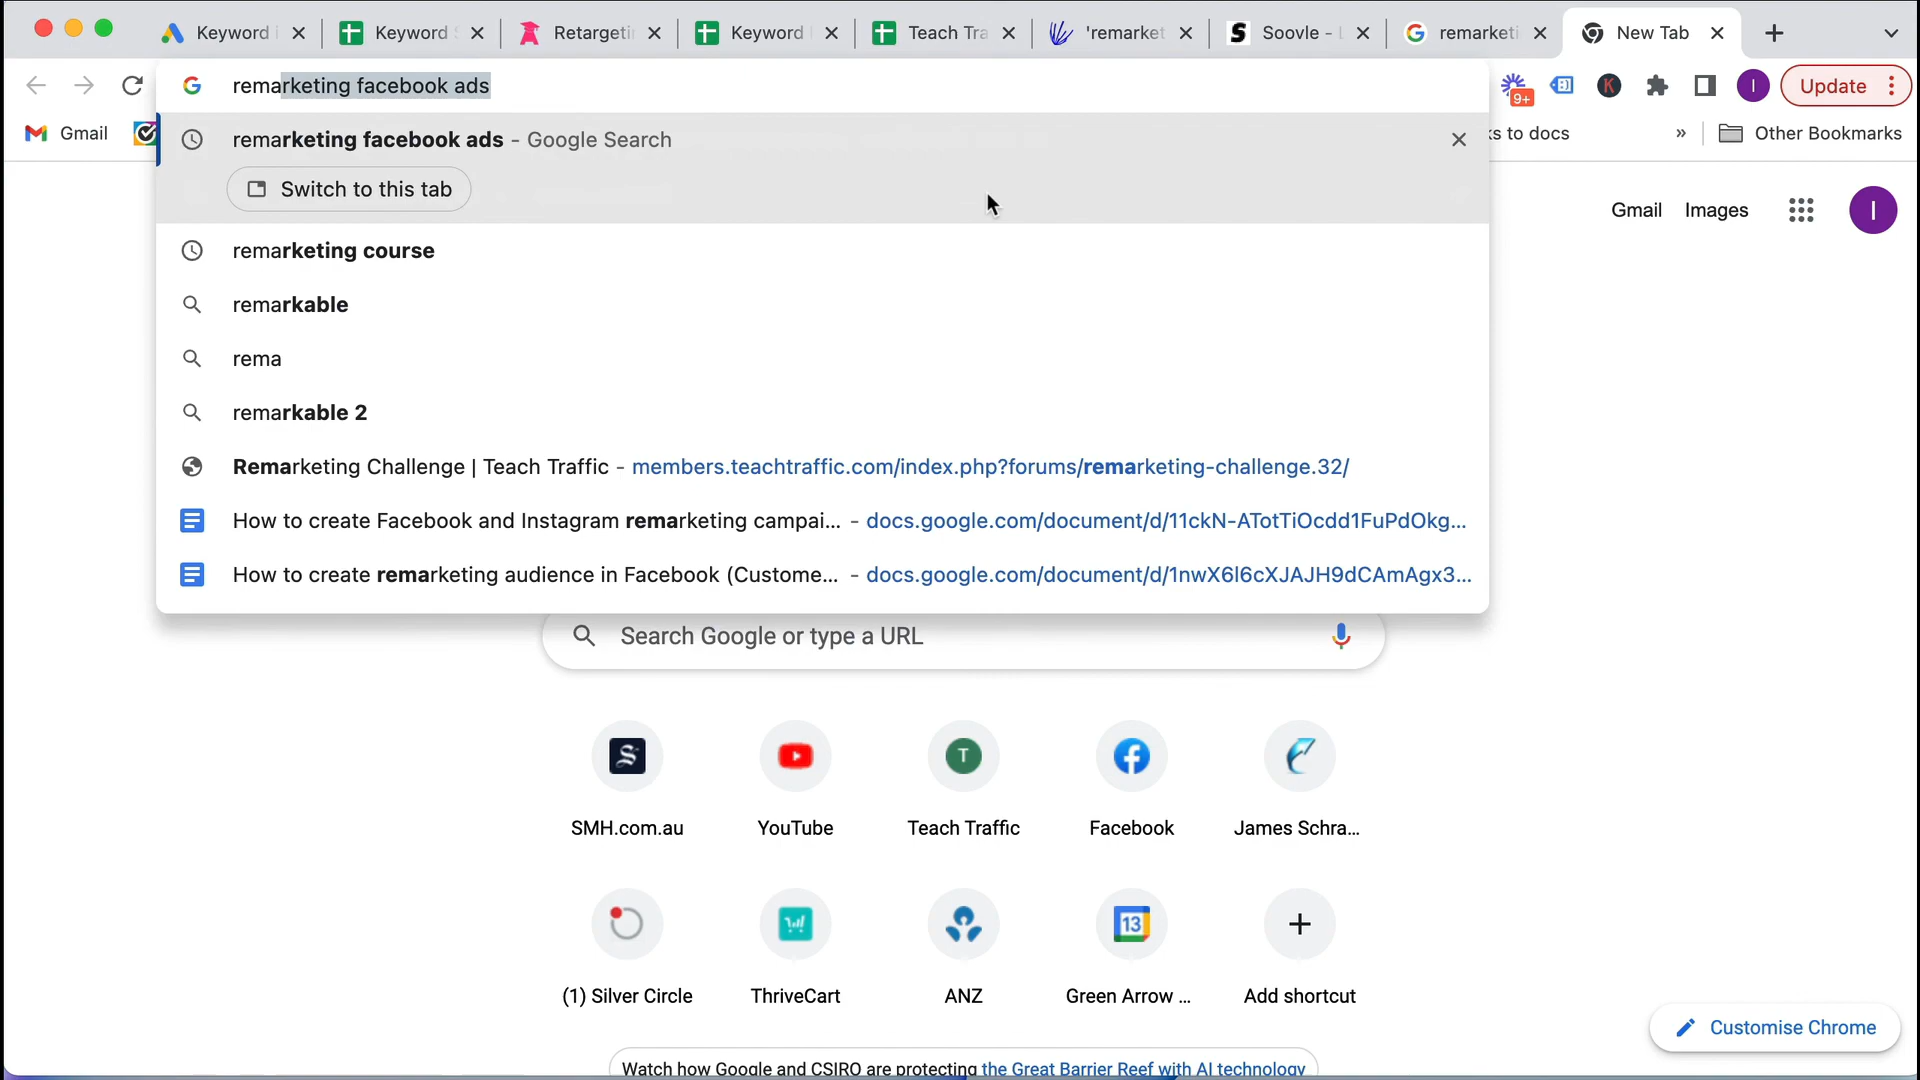 Keyword
Keyword
Retargeti
Keyword
Teach Tra
'remarket
Soovle -
remarketi
New Tab
remarketing facebook ads
9+
K
I
Update
Gmail
ks to docs
»
Other Bookmarks
remarketing facebook ads - Google Search
Switch to this tab
Gmail
Images
I
remarketing course
remarkable
rema
remarkable 2
Remarketing Challenge | Teach Traffic - members.teachtraffic.com/index.php?forums/remarketing-challenge.32/
How to create Facebook and Instagram remarketing campai... - docs.google.com/document/d/11ckN-ATotTiOcdd1FuPdOkg...
How to create remarketing audience in Facebook (Custome... - docs.google.com/document/d/1nwX6l6cXJAJH9dCAmAgx3...
Search Google or type a URL
T
SMH.com.au
YouTube
Teach Traffic
Facebook
James Schra...
13
(1) Silver Circle
ThriveCart
ANZ
Green Arrow ...
Add shortcut
Customise Chrome
Watch how Google and CSIRO are protecting the Great Barrier Reef with AI technology